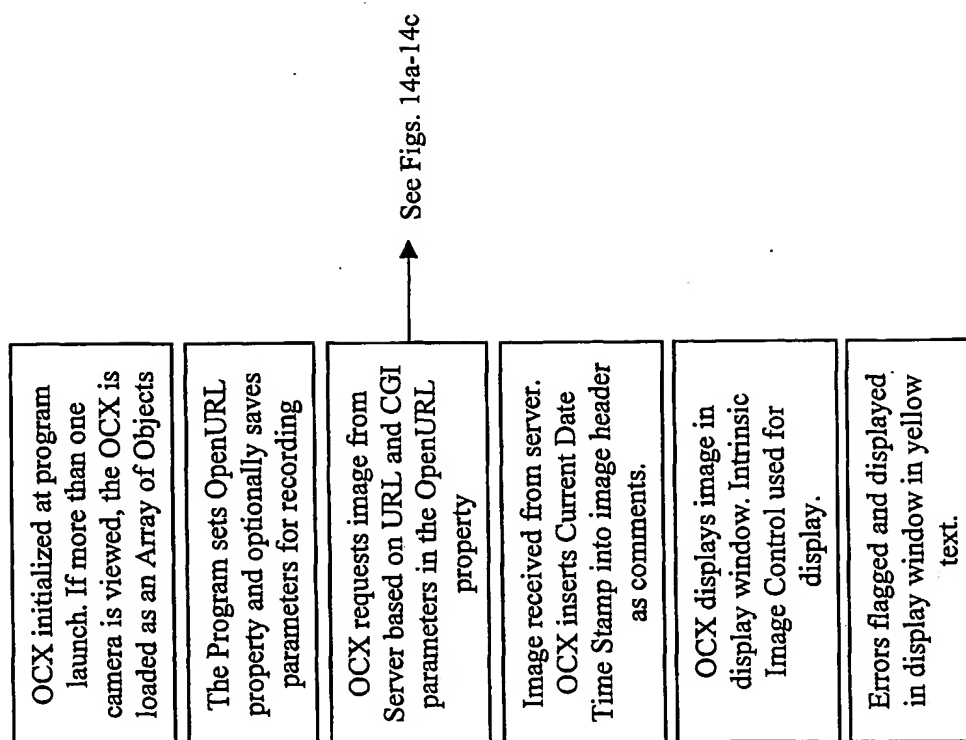 OCX initialized at program
launch. If more than one
camera is viewed, the OCX is
loaded as an Array of Objects
The Program sets OpenURL
property and optionally saves
parameters for recording
OCX requests image from
Server based on URL and CGI
parameters in the OpenURL
property
See Figs. 14a-14c
Image received from server.
OCX inserts Current Date
Time Stamp into image header
as comments.
OCX displays image in
display window. Intrinsic
Image Control used for
display.
Errors flagged and displayed
in display window in yellow
text.